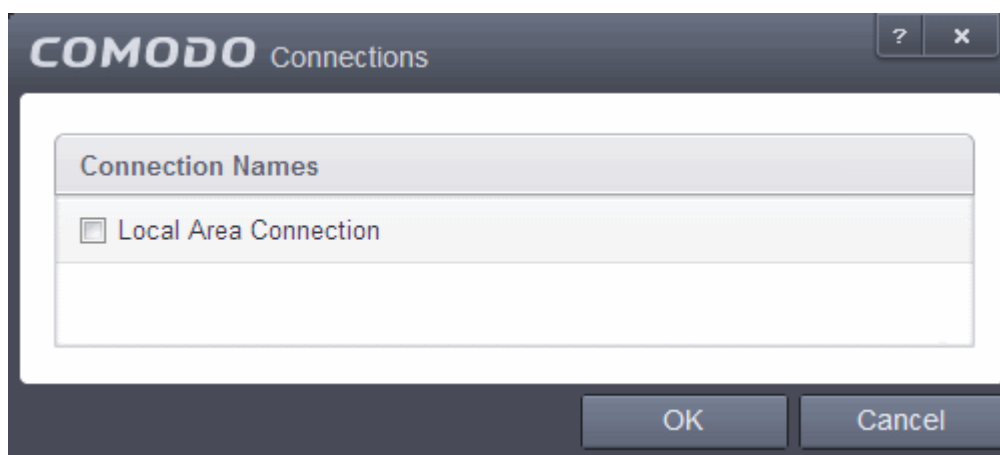 COMODO Connections
? x
Connection Names
Local Area Connection
OK Cancel